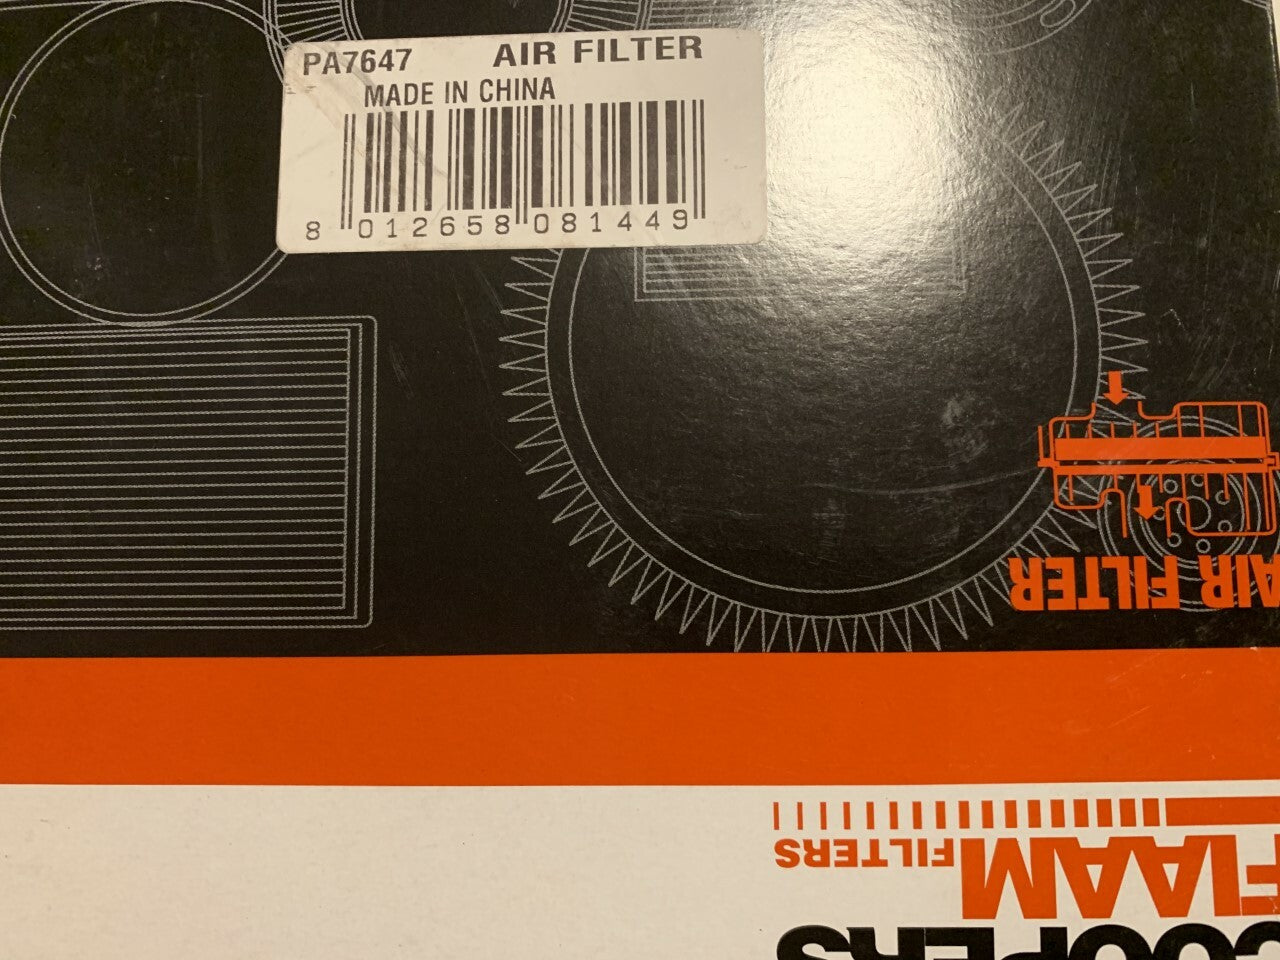 PA7647 AIR FILTER
MADE IN CHINA
8 012658 081449
AIR FILTER
FIAAM FILTERS
COOPERS